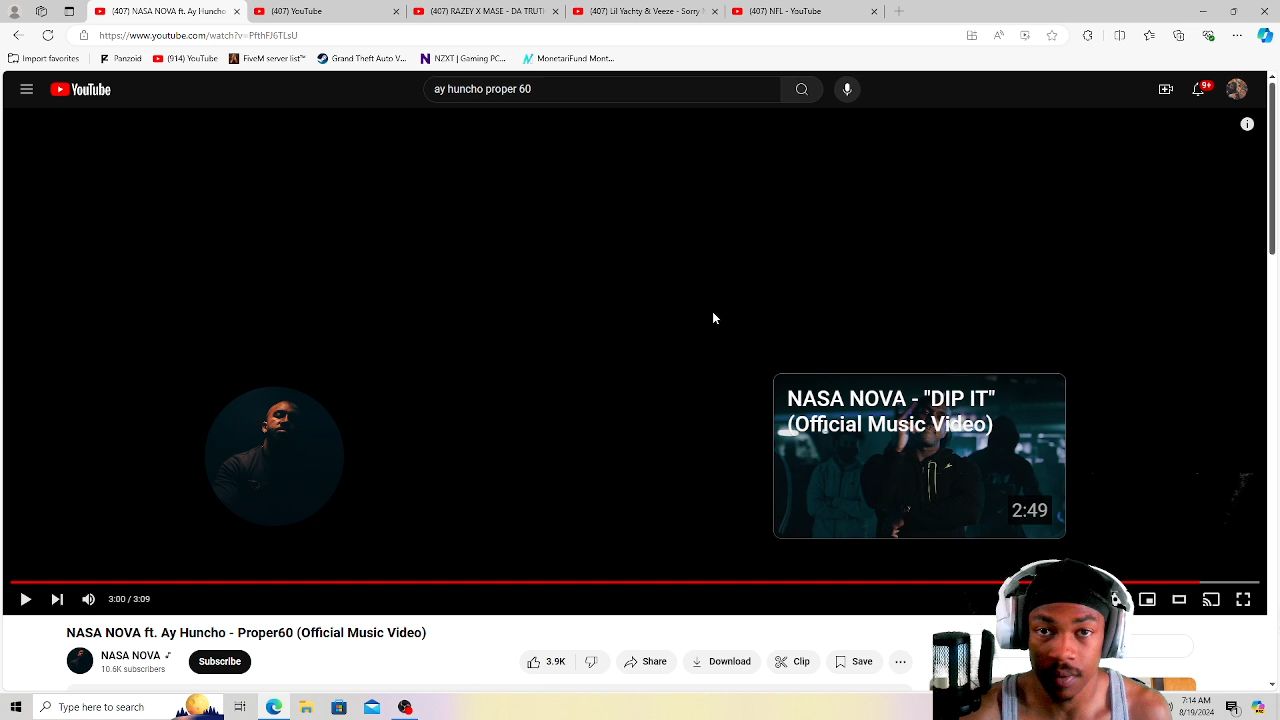 (407) NASA NOVA ft. Ay Huncho
(407) YouTube
(407) RAZEY X MASE - DA TRUTH
(407) Lil Yachty & Veeze - Sorry
(407) NFL - YouTube
https://www.youtube.com/watch?v=PfthFJ6TLsU
Import favorites
Panzoid
(914) YouTube
FiveM server list™
Grand Theft Auto V...
NZXT | Gaming PC...
MonetariFund Mont...
YouTube
ay huncho proper 60
9+
NASA NOVA - "DIP IT"
(Official Music Video)
2:49
3:00 / 3:09
NASA NOVA ft. Ay Huncho - Proper60 (Official Music Video)
NASA NOVA
10.6K subscribers
Subscribe
3.9K
Share
Download
Clip
Save
Type here to search
7:14 AM
8/19/2024